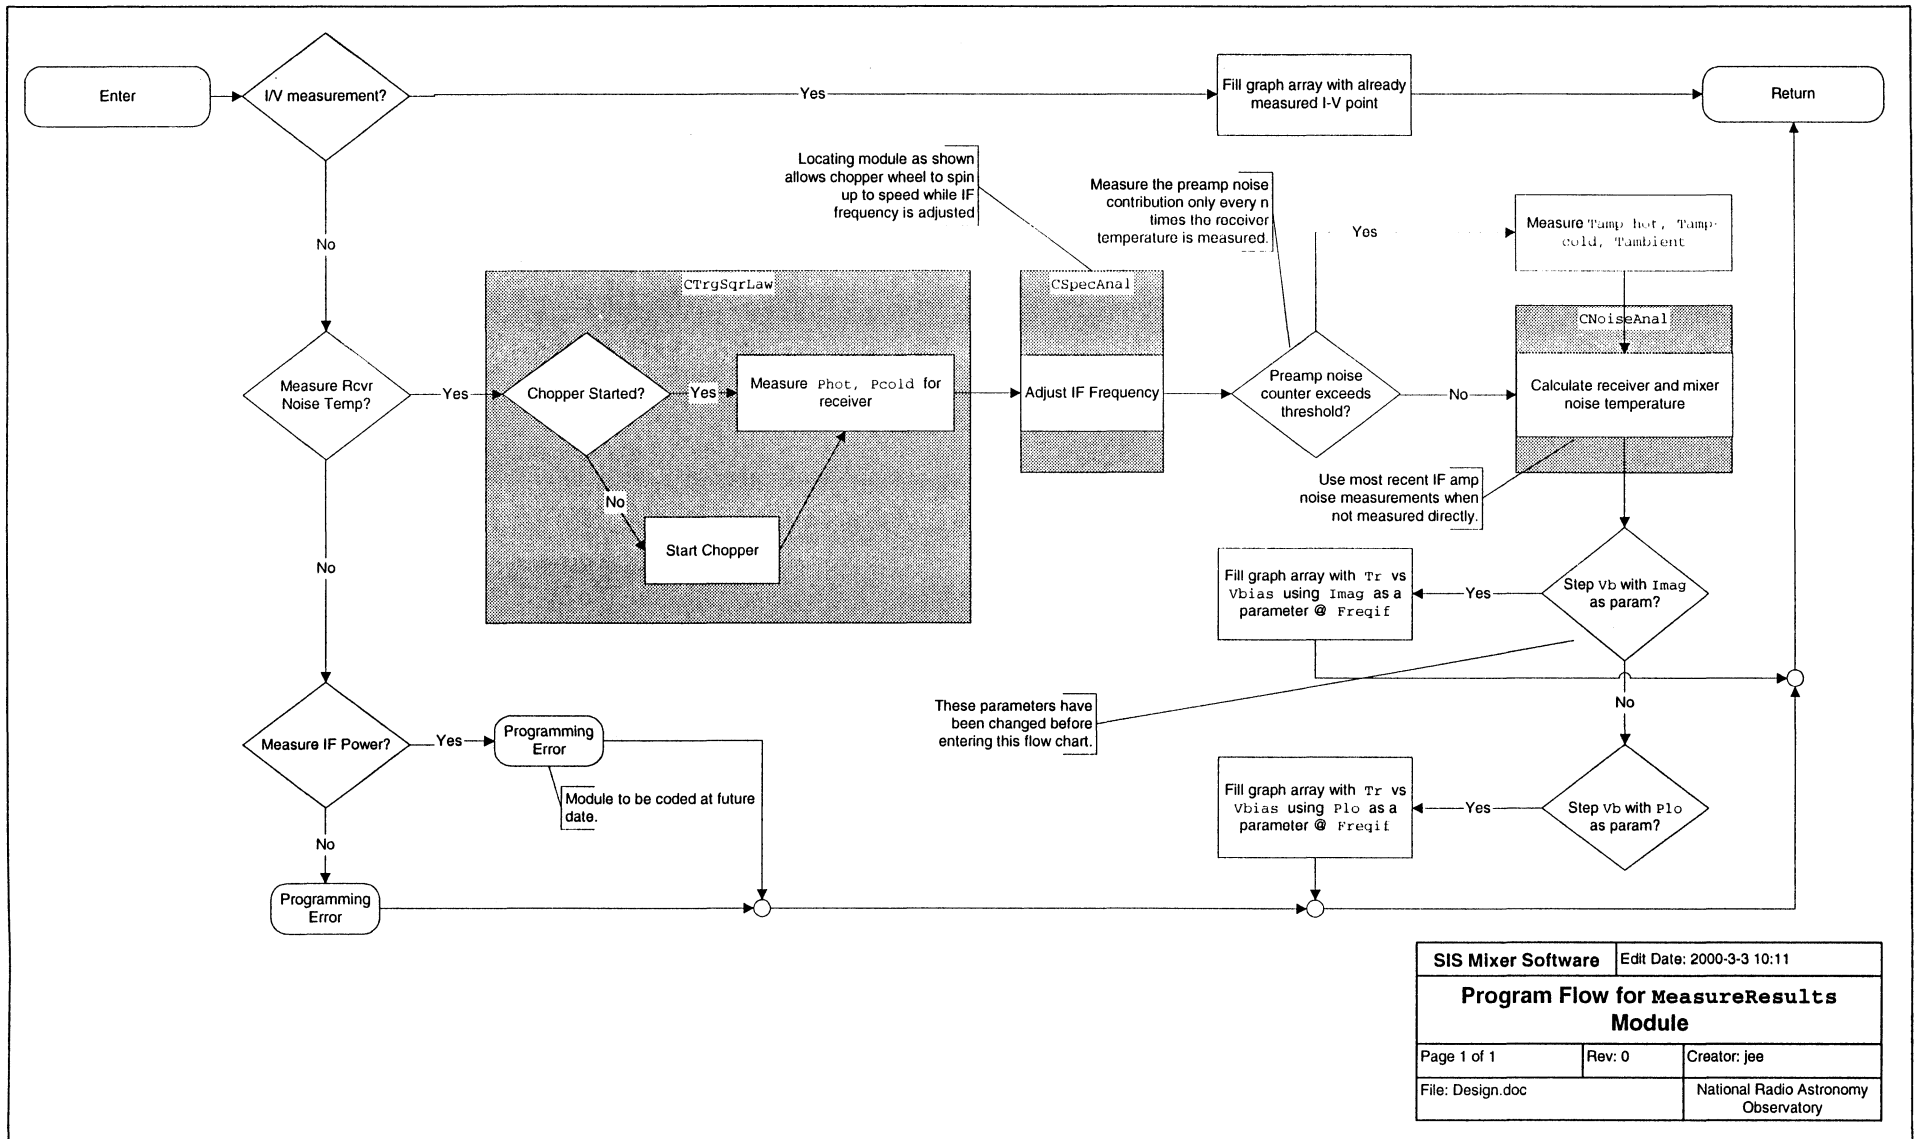 Enter
I/V measurement?
Yes
Fill graph array with already
measured I-V point
Return
No
Locating module as shown
allows chopper wheel to spin
up to speed while IF
frequency is adjusted
Measure the preamp noise
contribution only every n
times the receiver
temperature is measured.
Yes
Measure Tamp hot, Tamp
cold, Tambient
CTrgSqrLaw
CSpecAnal
CNoiseAnal
Measure Rcvr
Noise Temp?
Yes
Chopper Started?
Yes
Measure Phot, Pcold for
receiver
Adjust IF Frequency
Preamp noise
counter exceeds
threshold?
No
Calculate receiver and mixer
noise temperature
No
Start Chopper
Use most recent IF amp
noise measurements when
not measured directly.
No
Fill graph array with Tr vs
Vbias using Imag as a
parameter @ Freqif
Yes
Step Vb with Imag
as param?
These parameters have
been changed before
entering this flow chart.
No
Measure IF Power?
Yes
Programming
Error
Module to be coded at future
date.
Fill graph array with Tr vs
Vbias using Plo as a
parameter @ Freqif
Yes
Step Vb with Plo
as param?
No
Programming
Error
SIS Mixer Software
Edit Date: 2000-3-3 10:11
Program Flow for MeasureResults
Module
Page 1 of 1
Rev: 0
Creator: jee
File: Design.doc
National Radio Astronomy
Observatory